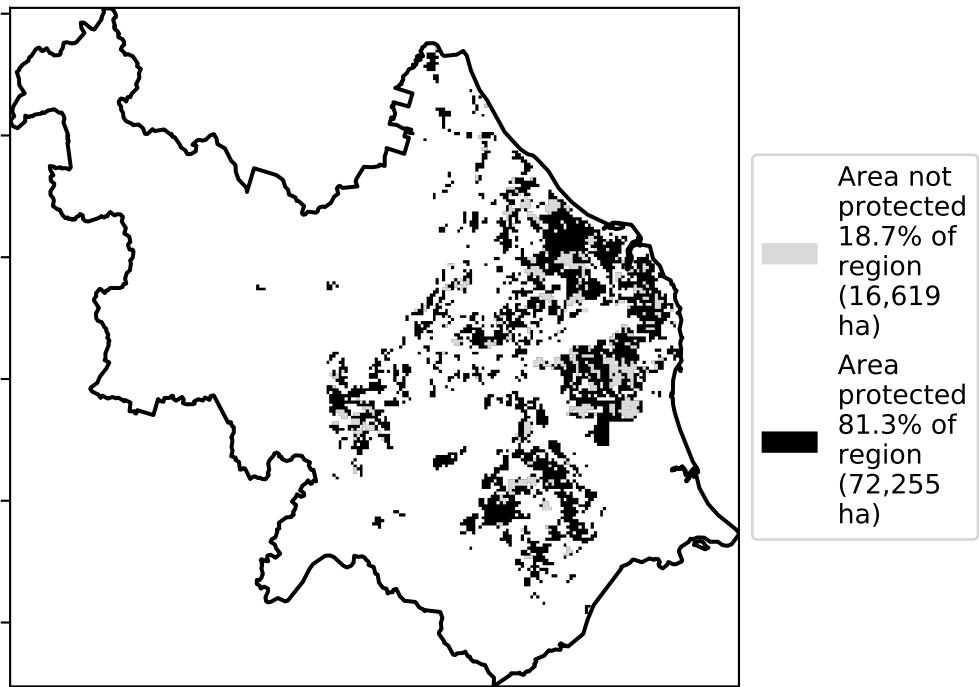 Area not
protected
18.7% of
region
(16,619
ha)
Area
protected
81.3% of
region
(72,255
ha)